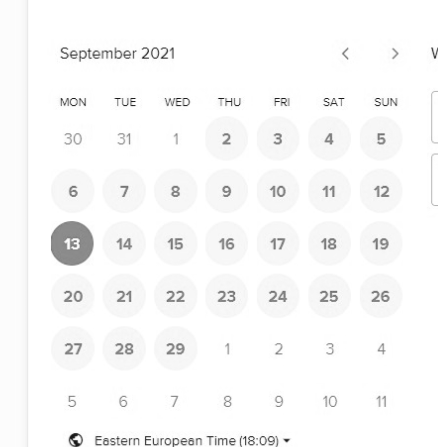 September 2021
MON TUE WED THU FRI SAT SUN
30 31 1 2 3 4 5
6 7 8 9 10 11 12
13 14 15 16 17 18 19
20 21 22 23 24 25 26
27 28 29 1 2 3 4
5 6 7 8 9 10 11
Eastern European Time (18:09)